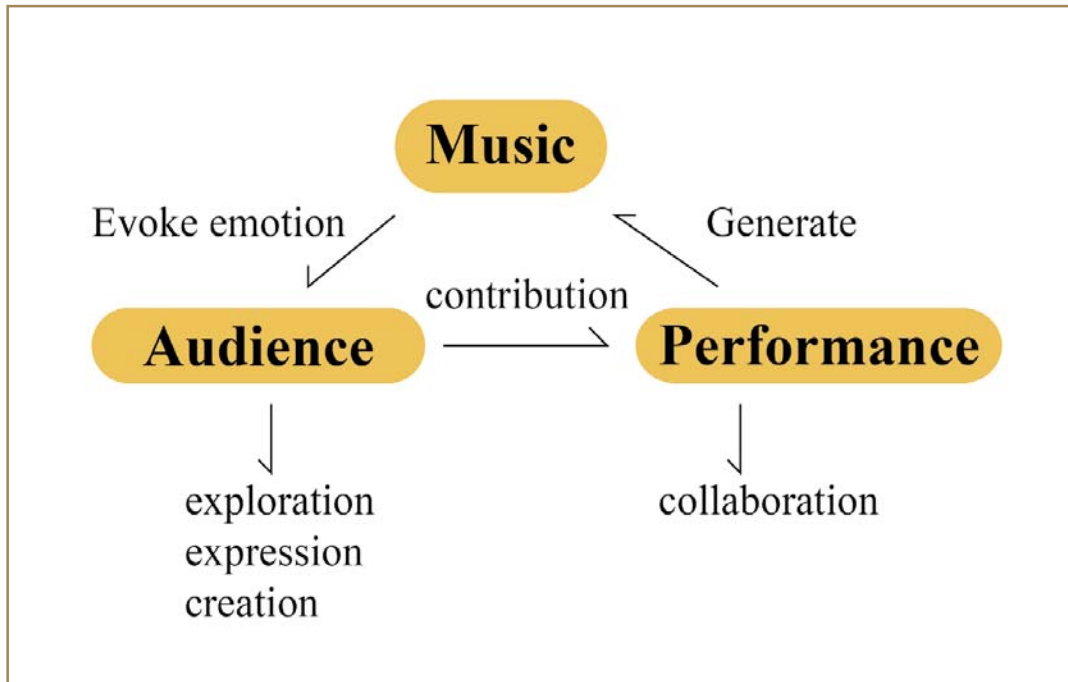 Music
Evoke emotion
Generate
contribution
Audience
Performance
exploration
expression
creation
collaboration